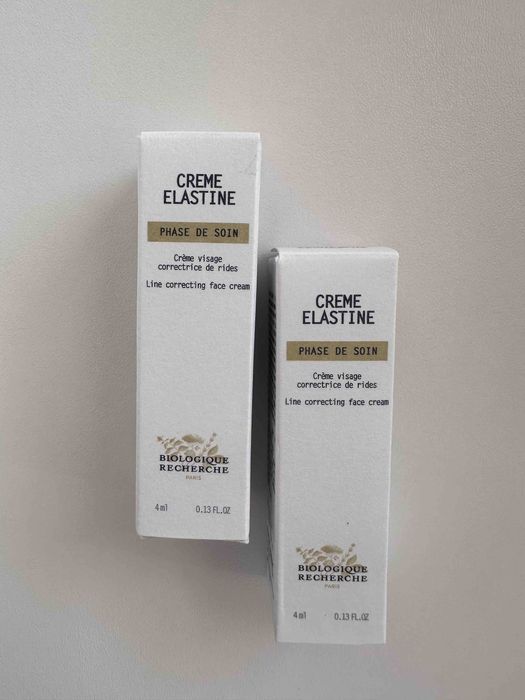 CREME
ELASTINE
PHASE DE SOIN
Crème visage
correctrice de rides
Line correcting face cream
BIOLOGIQUE
RECHERCHE
PARIS
4ml 0.13 FL.OZ
CREME
ELASTINE
PHASE DE SOIN
Crème visage
correctrice de rides
Line correcting face cream
BIOLOGIQUE
RECHERCHE
PARIS
4ml 0.13 FL.OZ